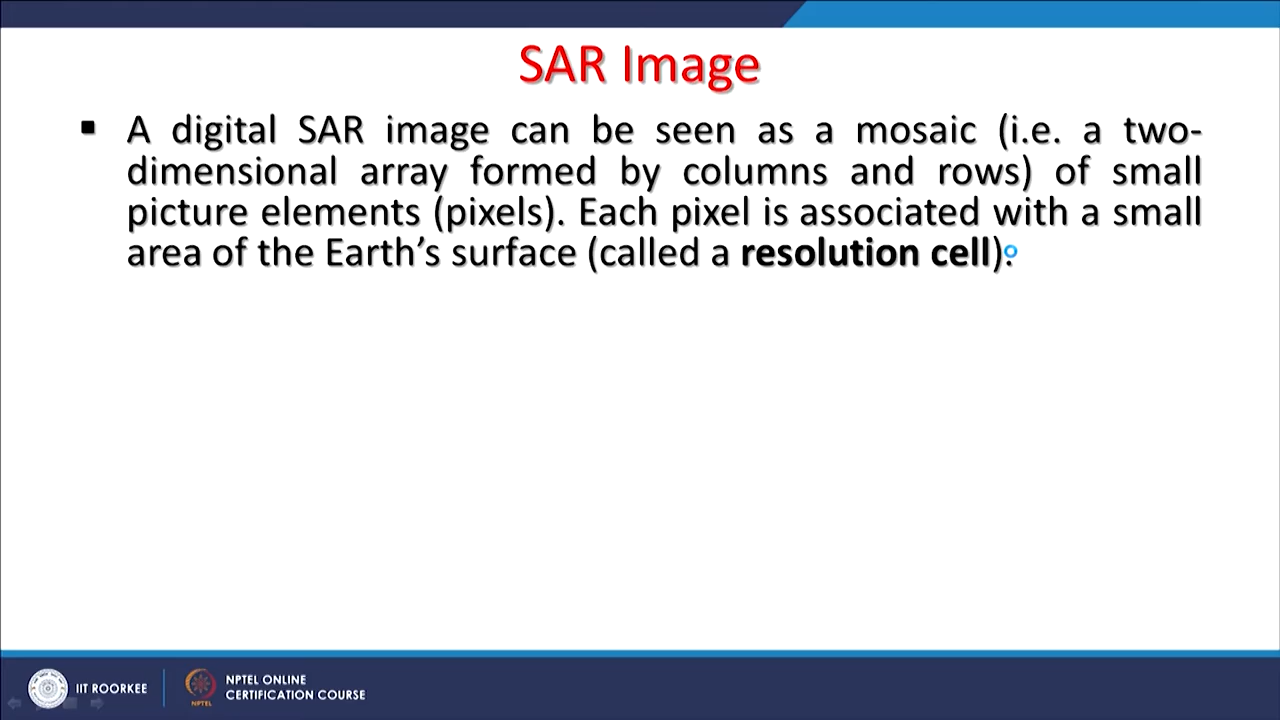 SAR Image
▪ A digital SAR image can be seen as a mosaic (i.e. a two-
dimensional array formed by columns and rows) of small
picture elements (pixels). Each pixel is associated with a small
area of the Earth’s surface (called a resolution cell).
IIT ROORKEE
NPTEL
NPTEL ONLINE
CERTIFICATION COURSE